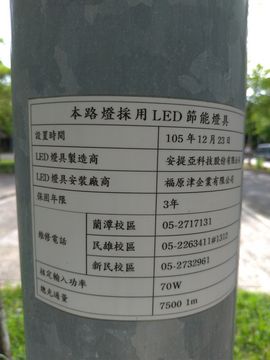 本路燈採用LED節能燈具
設置時間 105年12月23日
LED燈具製造商 安提亞科技股份有限公
LED燈具安裝廠商 福原津企業有限公司
保固年限 3年
維修電話
蘭潭校區 05-2717131
民雄校區 05-2263411#1312
新民校區 05-2732961
核定輸入功率 70W
總光通量 7500 lm